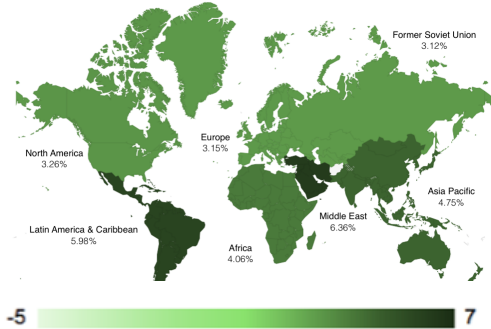 Former Soviet Union
3.12%
Europe
3.15%
North America
3.26%
Asia Pacific
4.75%
Middle East
6.36%
Latin America & Caribbean
5.98%
Africa
4.06%
-5
7